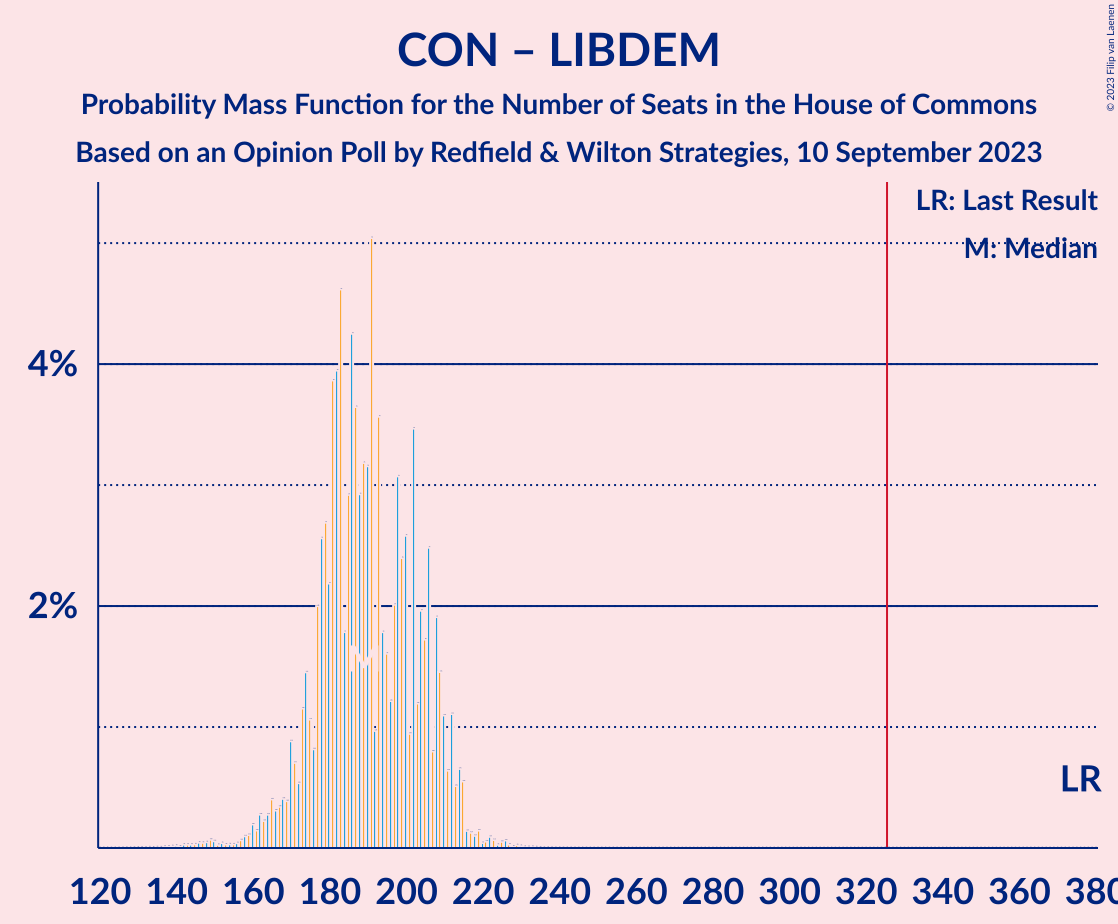 CON – LIBDEM
Probability Mass Function for the Number of Seats in the House of Commons
Based on an Opinion Poll by Redfield & Wilton Strategies, 10 September 2023
© 2023 Filip van Laenen
LR: Last Result
M: Median
4%
2%
M
LR
120 140 160 180 200 220 240 260 280 300 320 340 360 380